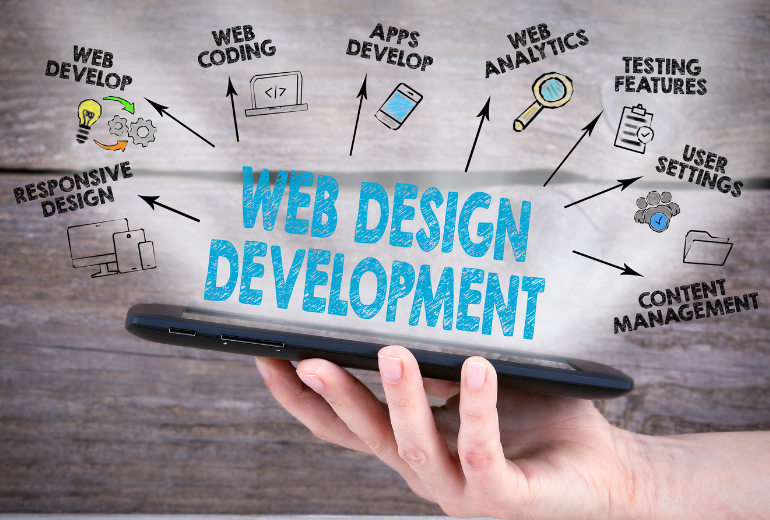 WEB
DEVELOP
WEB
CODING
</>
APPS
DEVELOP
WEB
ANALYTICS
TESTING
FEATURES
USER
SETTINGS
RESPONSIVE
DESIGN
WEB DESIGN
DEVELOPMENT
CONTENT
MANAGEMENT